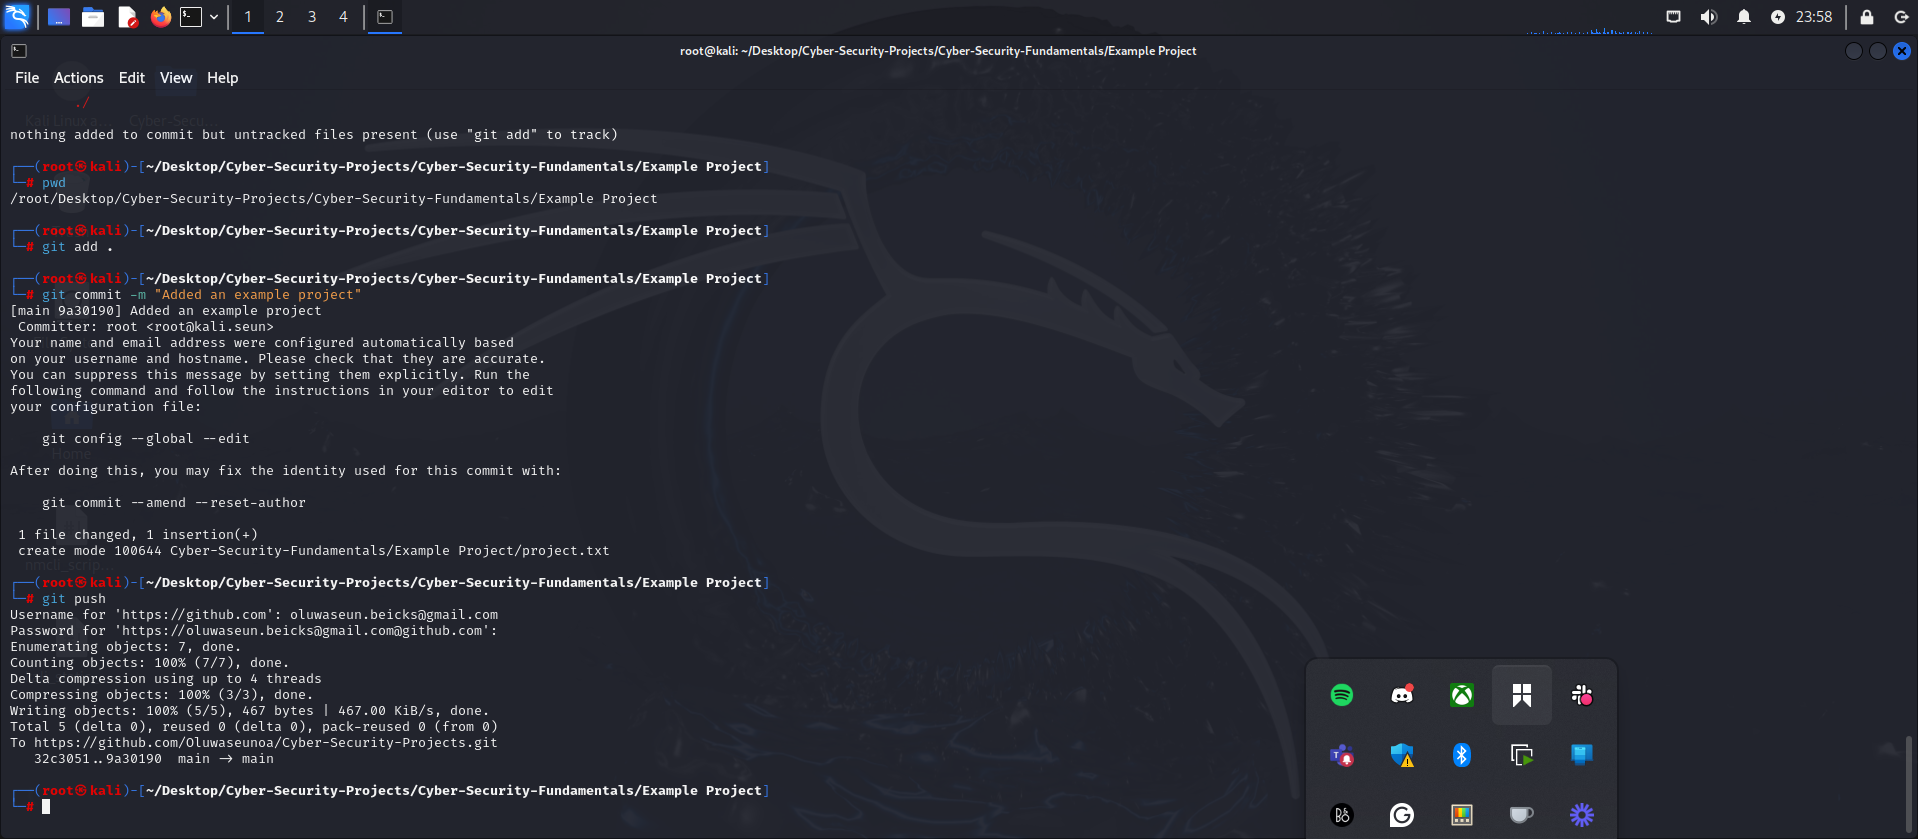 1 2 3 4 23:58
root@kali: ~/Desktop/Cyber-Security-Projects/Cyber-Security-Fundamentals/Example Project
File Actions Edit View Help
./
nothing added to commit but untracked files present (use "git add" to track)
┌──(root㉿kali)-[~/Desktop/Cyber-Security-Projects/Cyber-Security-Fundamentals/Example Project]
└─# pwd
/root/Desktop/Cyber-Security-Projects/Cyber-Security-Fundamentals/Example Project
┌──(root㉿kali)-[~/Desktop/Cyber-Security-Projects/Cyber-Security-Fundamentals/Example Project]
└─# git add .
┌──(root㉿kali)-[~/Desktop/Cyber-Security-Projects/Cyber-Security-Fundamentals/Example Project]
└─# git commit -m "Added an example project"
[main 9a30190] Added an example project
Committer: root <root@kali.seun>
Your name and email address were configured automatically based
on your username and hostname. Please check that they are accurate.
You can suppress this message by setting them explicitly. Run the
following command and follow the instructions in your editor to edit
your configuration file:
git config --global --edit
Home
After doing this, you may fix the identity used for this commit with:
git commit --amend --reset-author
1 file changed, 1 insertion(+)
create mode 100644 Cyber-Security-Fundamentals/Example Project/project.txt
┌──(root㉿kali)-[~/Desktop/Cyber-Security-Projects/Cyber-Security-Fundamentals/Example Project]
└─# git push
Username for 'https://github.com': oluwaseun.beicks@gmail.com
Password for 'https://oluwaseun.beicks@gmail.com@github.com':
Enumerating objects: 7, done.
Counting objects: 100% (7/7), done.
Delta compression using up to 4 threads
Compressing objects: 100% (3/3), done.
Writing objects: 100% (5/5), 467 bytes | 467.00 KiB/s, done.
Total 5 (delta 0), reused 0 (delta 0), pack-reused 0 (from 0)
To https://github.com/Oluwaseunoa/Cyber-Security-Projects.git
32c3051..9a30190 main -> main
┌──(root㉿kali)-[~/Desktop/Cyber-Security-Projects/Cyber-Security-Fundamentals/Example Project]
└─#